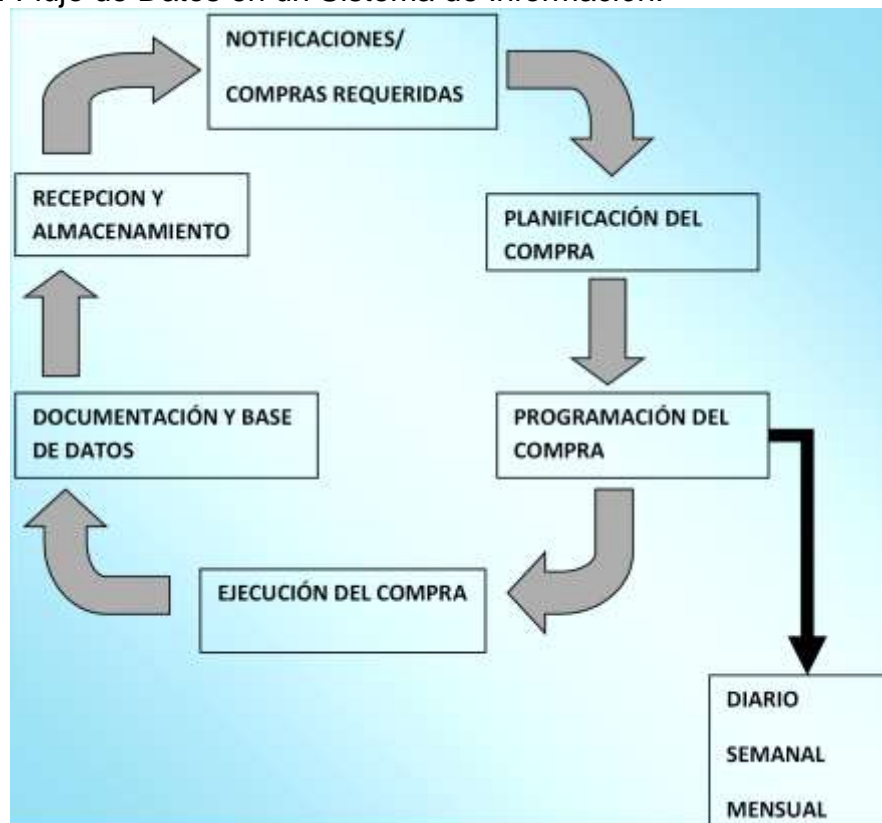 Flujo de Datos en un Sistema de Información.
NOTIFICACIONES/
COMPRAS REQUERIDAS
PLANIFICACIÓN DEL
COMPRA
PROGRAMACIÓN DEL
COMPRA
DIARIO
SEMANAL
MENSUAL
EJECUCIÓN DEL COMPRA
DOCUMENTACIÓN Y BASE
DE DATOS
RECEPCION Y
ALMACENAMIENTO